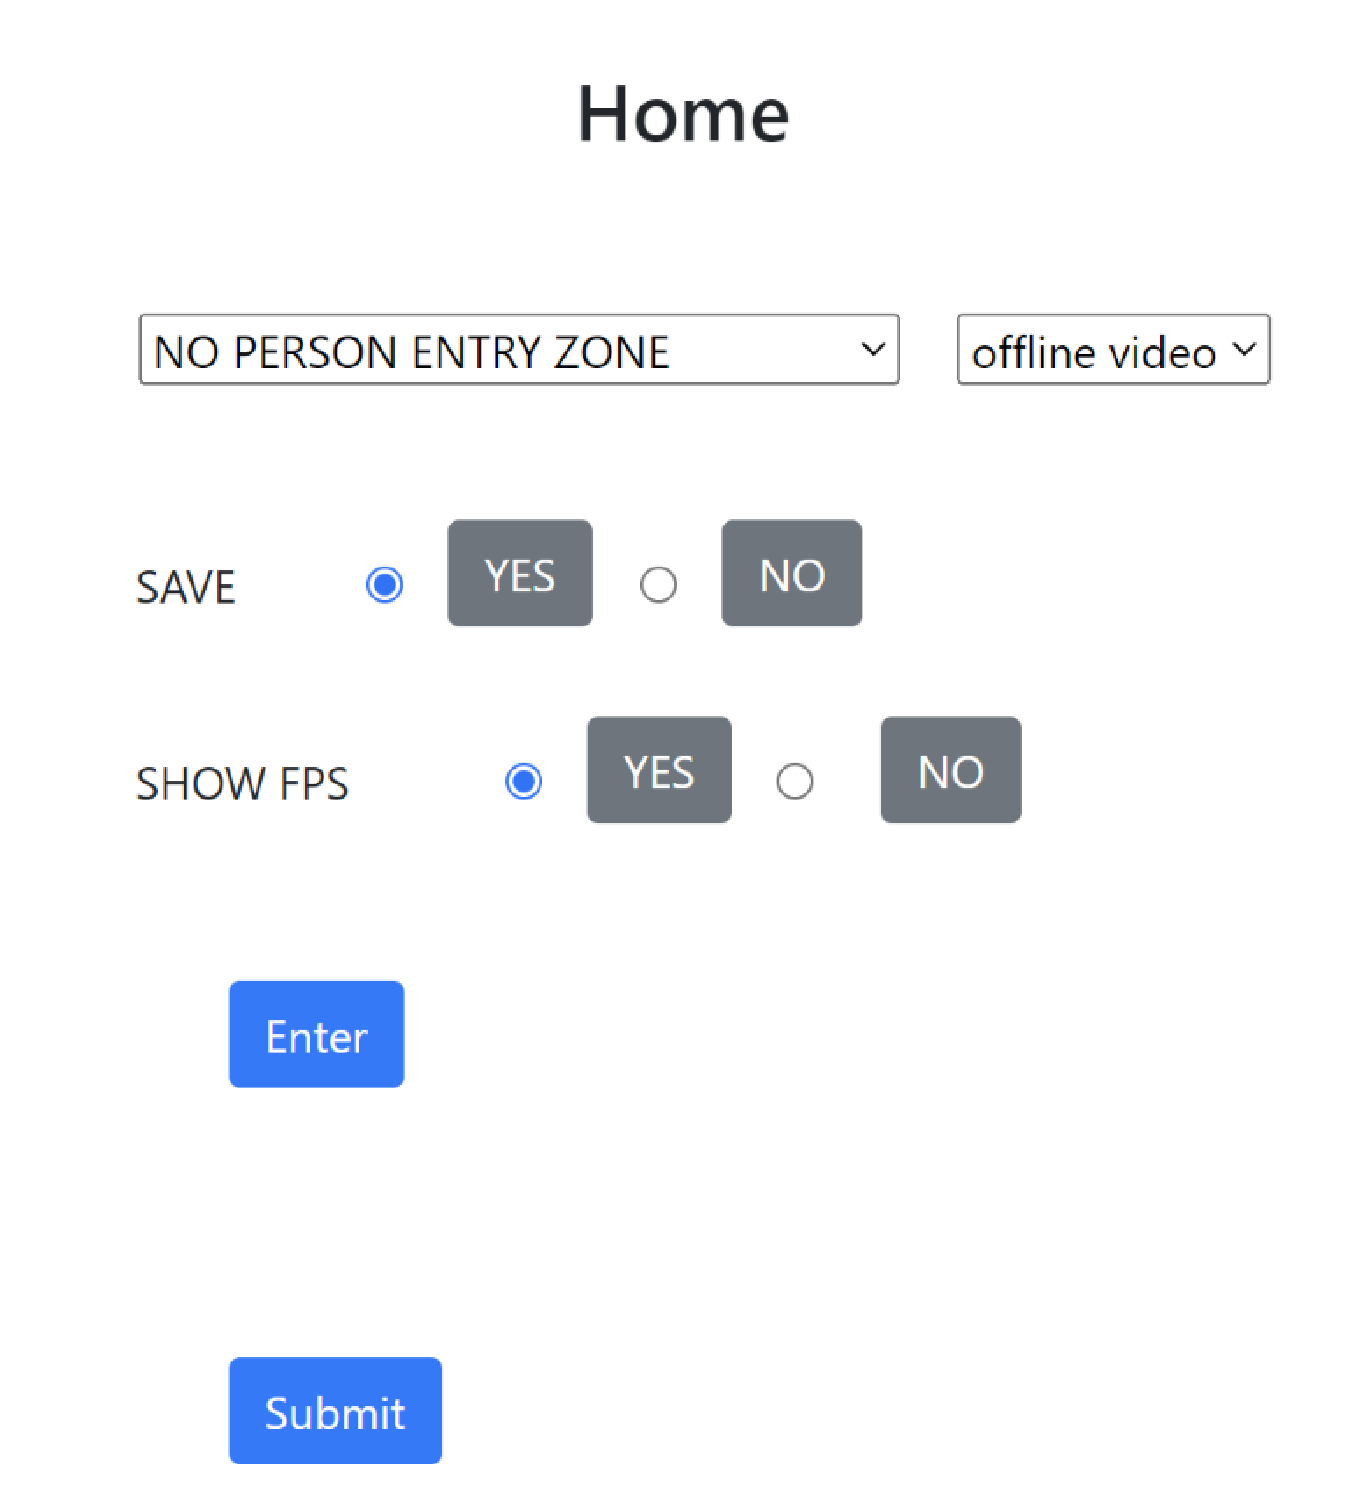 Home
NO PERSON ENTRY ZONE offline video
SAVE YES NO
SHOW FPS YES NO
Enter
Submit